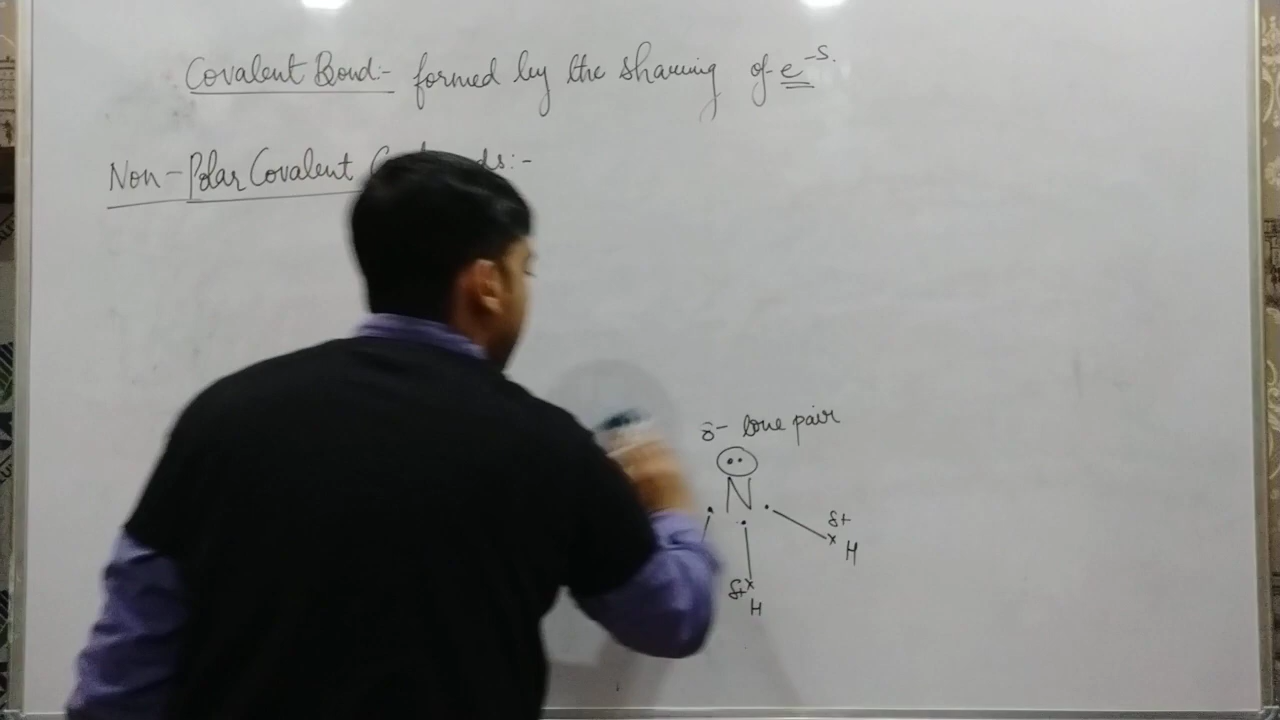 Covalent Bond:- formed by the sharing of e⁻s.
Non-Polar Covalent
δ- lone pair
N
δ+
H
δ+
H